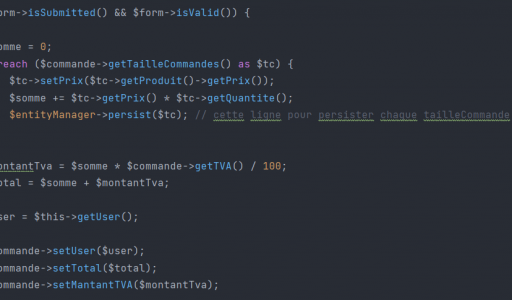 orm->isSubmitted() && $form->isValid()) {
omme = 0;
reach ($commande->getTailleCommandes() as $tc) {
$tc->setPrix($tc->getProduit()->getPrix());
$somme += $tc->getPrix() * $tc->getQuantite();
$entityManager->persist($tc); // cette ligne pour persister chaque tailleCommande
ontantTva = $somme * $commande->getTVA() / 100;
otal = $somme + $montantTva;
ser = $this->getUser();
ommande->setUser($user);
ommande->setTotal($total);
ommande->setMantantTVA($montantTva);